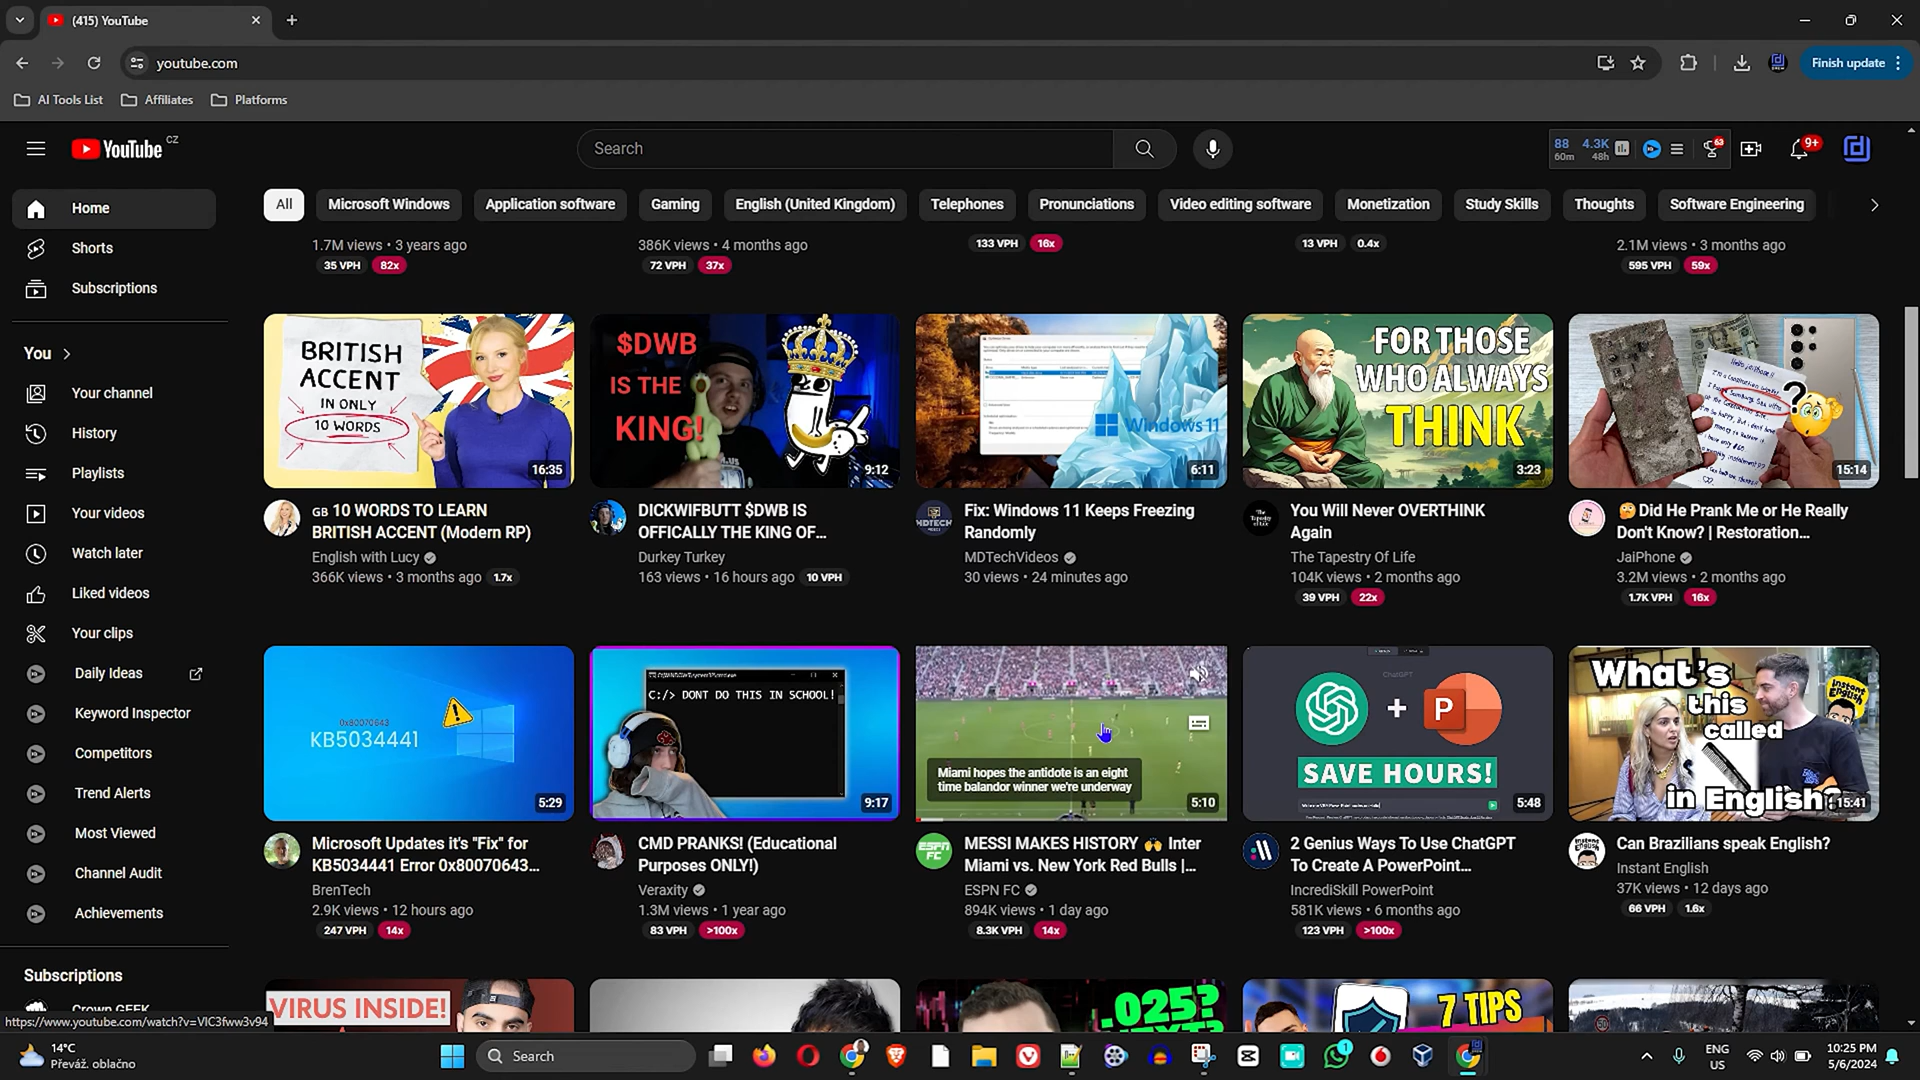 (415) YouTube
youtube.com
Finish update
AI Tools List
Affiliates
Platforms
YouTube CZ
Search
88
60m
4.3K
48h
63
9+
Home
Shorts
Subscriptions
You
Your channel
History
Playlists
Your videos
Watch later
Liked videos
Your clips
Daily Ideas
Keyword Inspector
Competitors
Trend Alerts
Most Viewed
Channel Audit
Achievements
Subscriptions
Crown GEEK
https://www.youtube.com/watch?v=VIC3fww3v94
All
Microsoft Windows
Application software
Gaming
English (United Kingdom)
Telephones
Pronunciations
Video editing software
Monetization
Study Skills
Thoughts
Software Engineering
1.7M views • 3 years ago
35 VPH 82x
386K views • 4 months ago
72 VPH 37x
133 VPH 16x
13 VPH 0.4x
2.1M views • 3 months ago
595 VPH 59x
BRITISH
ACCENT
IN ONLY
10 WORDS
16:35
GB 10 WORDS TO LEARN
BRITISH ACCENT (Modern RP)
English with Lucy
366K views • 3 months ago 1.7x
$DWB
IS THE
KING!
9:12
DICKWIFBUTT $DWB IS
OFFICALLY THE KING OF...
Durkey Turkey
163 views • 16 hours ago 10 VPH
Windows 11
6:11
Fix: Windows 11 Keeps Freezing
Randomly
MDTechVideos
30 views • 24 minutes ago
FOR THOSE
WHO ALWAYS
THINK
3:23
You Will Never OVERTHINK
Again
The Tapestry Of Life
104K views • 2 months ago
39 VPH 22x
15:14
Did He Prank Me or He Really
Don't Know? | Restoration...
JaiPhone
3.2M views • 2 months ago
1.7K VPH 16x
0x80070643
KB5034441
5:29
Microsoft Updates it's "Fix" for
KB5034441 Error 0x80070643...
BrenTech
2.9K views • 12 hours ago
247 VPH 14x
C:/> DONT DO THIS IN SCHOOL!
9:17
CMD PRANKS! (Educational
Purposes ONLY!)
Veraxity
1.3M views • 1 year ago
83 VPH >100x
Miami hopes the antidote is an eight
time balandor winner we're underway
5:10
MESSI MAKES HISTORY 🙌 Inter
Miami vs. New York Red Bulls |...
ESPN FC
894K views • 1 day ago
8.3K VPH 14x
ChatGPT
+ P
SAVE HOURS!
5:48
2 Genius Ways To Use ChatGPT
To Create A PowerPoint...
IncrediSkill PowerPoint
581K views • 6 months ago
123 VPH >100x
What's
this
called
in English?
Instant
English
15:41
Can Brazilians speak English?
Instant English
37K views • 12 days ago
66 VPH 1.6x
VIRUS INSIDE!
.025?
7 TIPS
14°C
Převáž. oblačno
Search
1
ENG
US
10:25 PM
5/6/2024